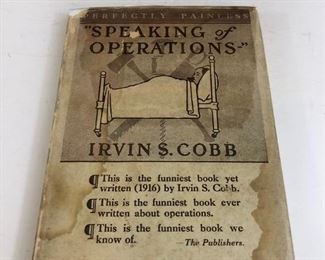 PERFECTLY PAINLESS
"SPEAKING of
OPERATIONS-"
IRVIN S. COBB
¶This is the funniest book yet
written (1916) by Irvin S. Cobb.
¶This is the funniest book ever
written about operations.
¶This is the funniest book we
know of. —The Publishers.